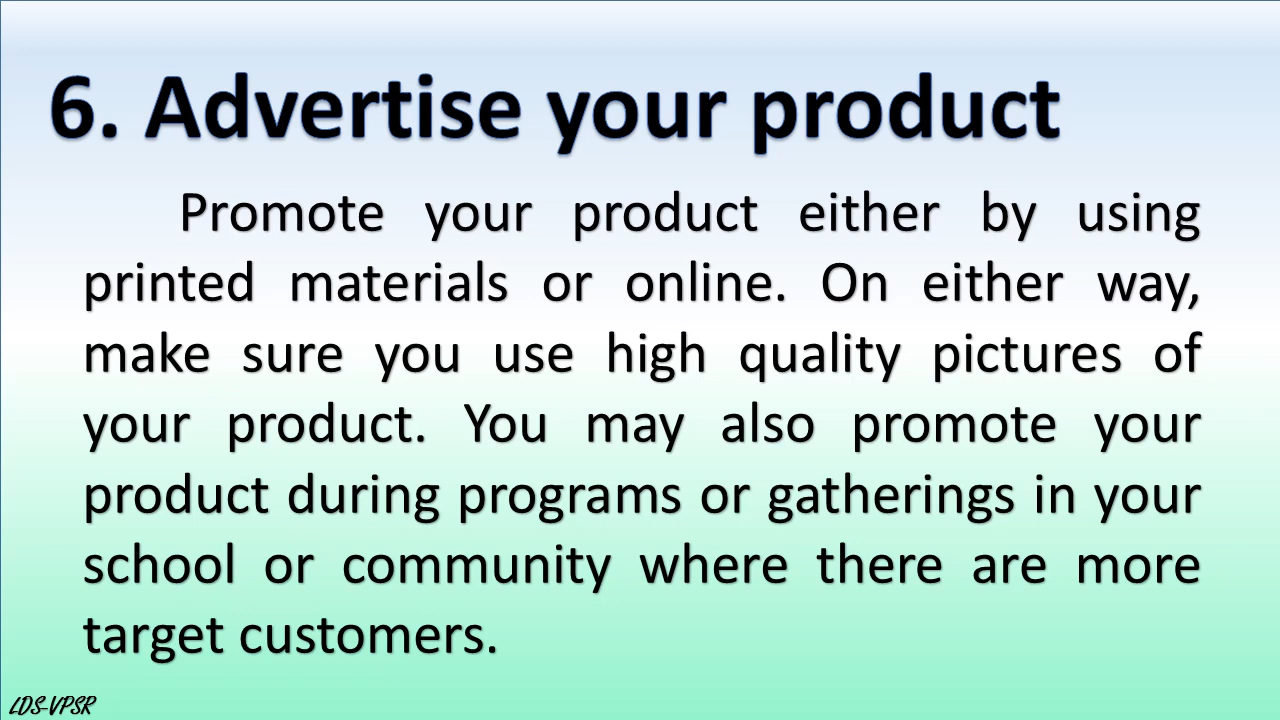 6. Advertise your product
Promote your product either by using
printed materials or online. On either way,
make sure you use high quality pictures of
your product. You may also promote your
product during programs or gatherings in your
school or community where there are more
target customers.
LDS-VPSR